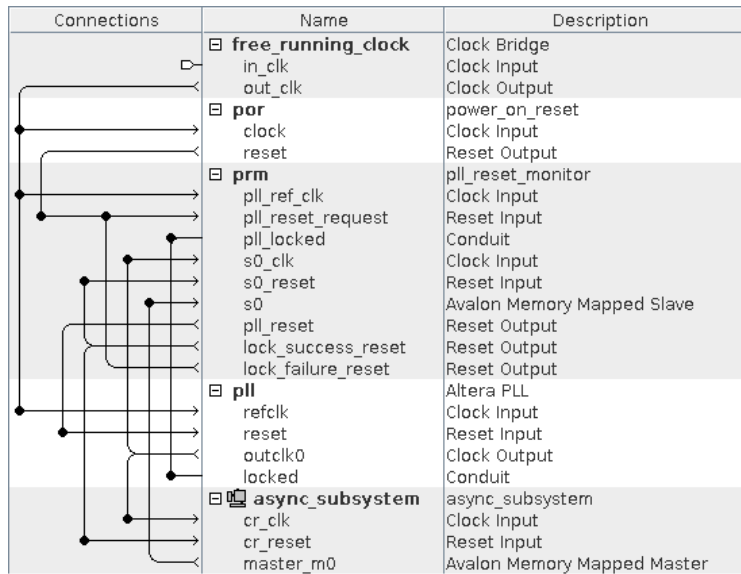 Connections Name Description
free_running_clock Clock Bridge
in_clk Clock Input
out_clk Clock Output
por power_on_reset
clock Clock Input
reset Reset Output
prm pll_reset_monitor
pll_ref_clk Clock Input
pll_reset_request Reset Input
pll_locked Conduit
s0_clk Clock Input
s0_reset Reset Input
s0 Avalon Memory Mapped Slave
pll_reset Reset Output
lock_success_reset Reset Output
lock_failure_reset Reset Output
pll Altera PLL
refclk Clock Input
reset Reset Input
outclk0 Clock Output
locked Conduit
async_subsystem async_subsystem
cr_clk Clock Input
cr_reset Reset Input
master_m0 Avalon Memory Mapped Master